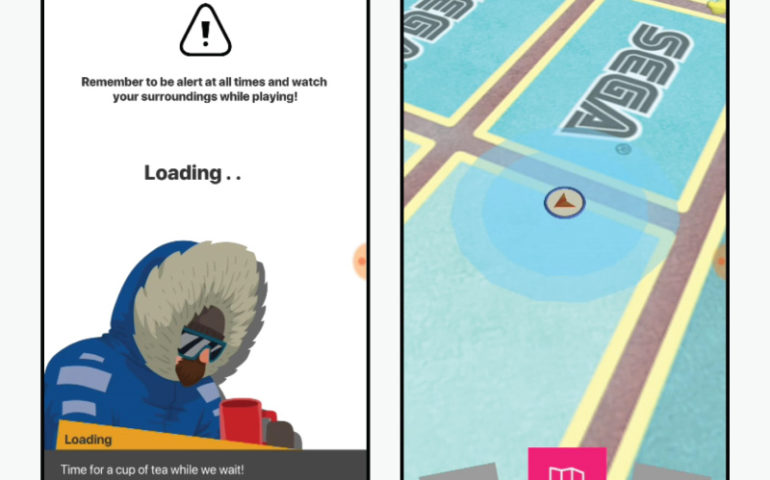 !
Remember to be alert at all times and watch
your surroundings while playing!
Loading . .
Loading
Time for a cup of tea while we wait!
SEGA
SEGA®